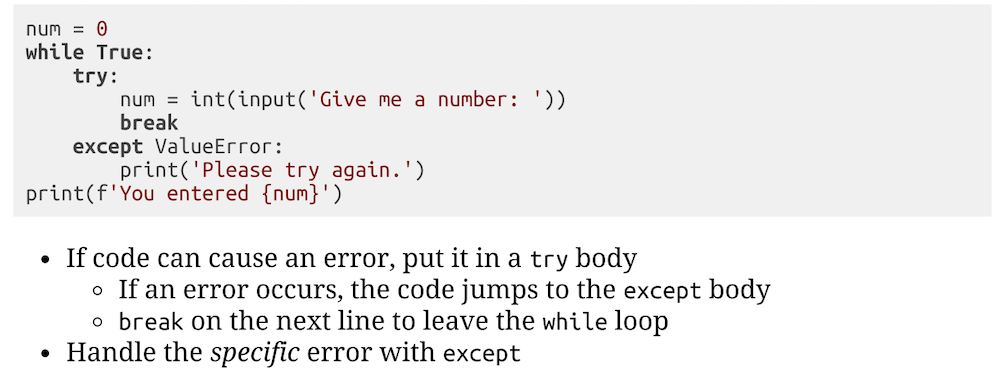 num = 0
while True:
    try:
        num = int(input('Give me a number: '))
        break
    except ValueError:
        print('Please try again.')
print(f'You entered {num}')
• If code can cause an error, put it in a try body
◦ If an error occurs, the code jumps to the except body
◦ break on the next line to leave the while loop
• Handle the specific error with except